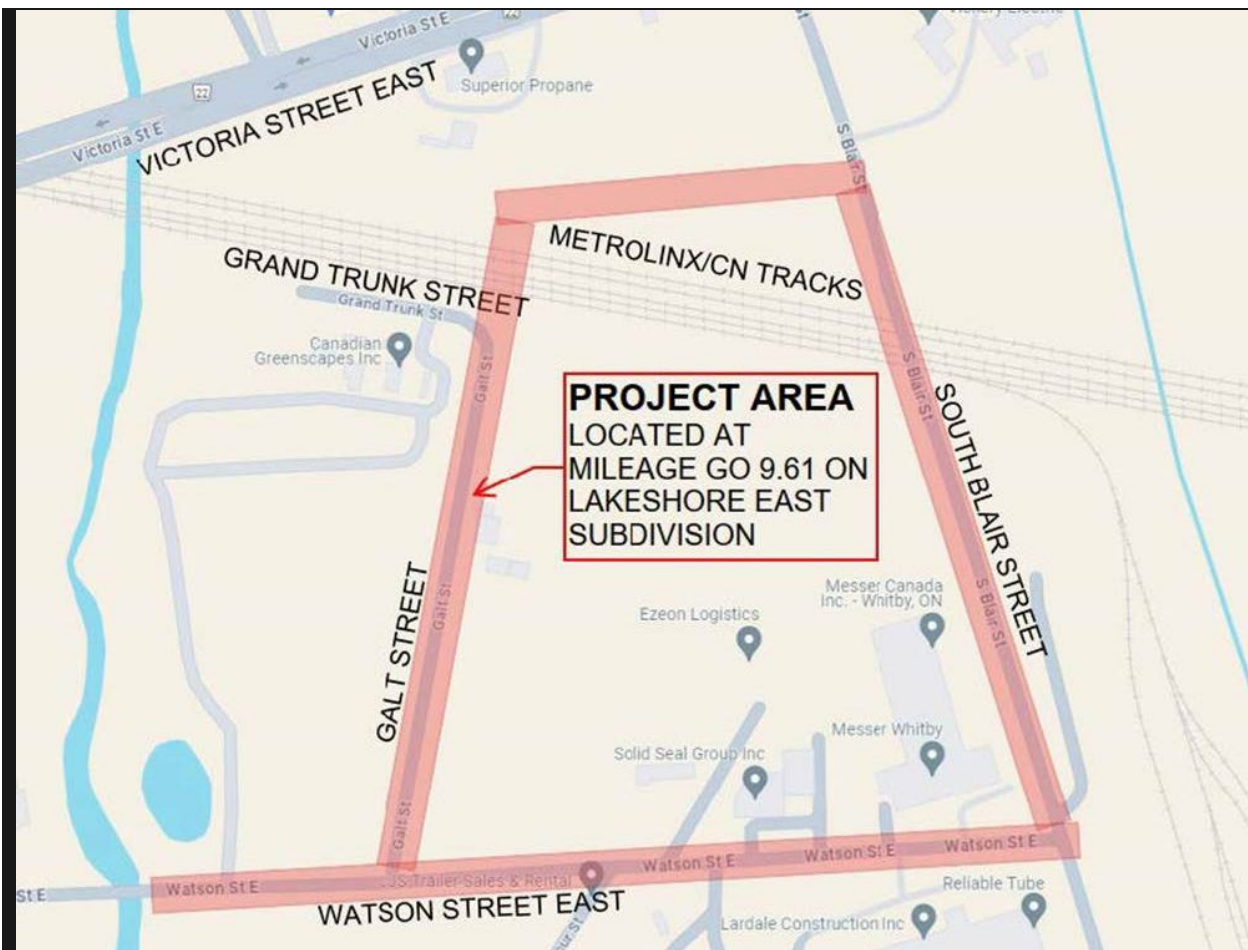 Victoria St E
22
Victoria St E
VICTORIA STREET EAST
Superior Propane
S Blair St
METROLINX/CN TRACKS
GRAND TRUNK STREET
Grand Trunk St
Canadian
Greenscapes Inc
Galt St
S Blair St
SOUTH BLAIR STREET
PROJECT AREA
LOCATED AT
MILEAGE GO 9.61 ON
LAKESHORE EAST
SUBDIVISION
GALT STREET
Galt St
Messer Canada
Inc. - Whitby, ON
S Blair St
Ezeon Logistics
Messer Whitby
Solid Seal Group Inc
Galt St
Watson St E
Watson St E
Watson St E
Watson St E
St E
JS Trailer Sales & Rental
WATSON STREET EAST
Reliable Tube
Lardale Construction Inc